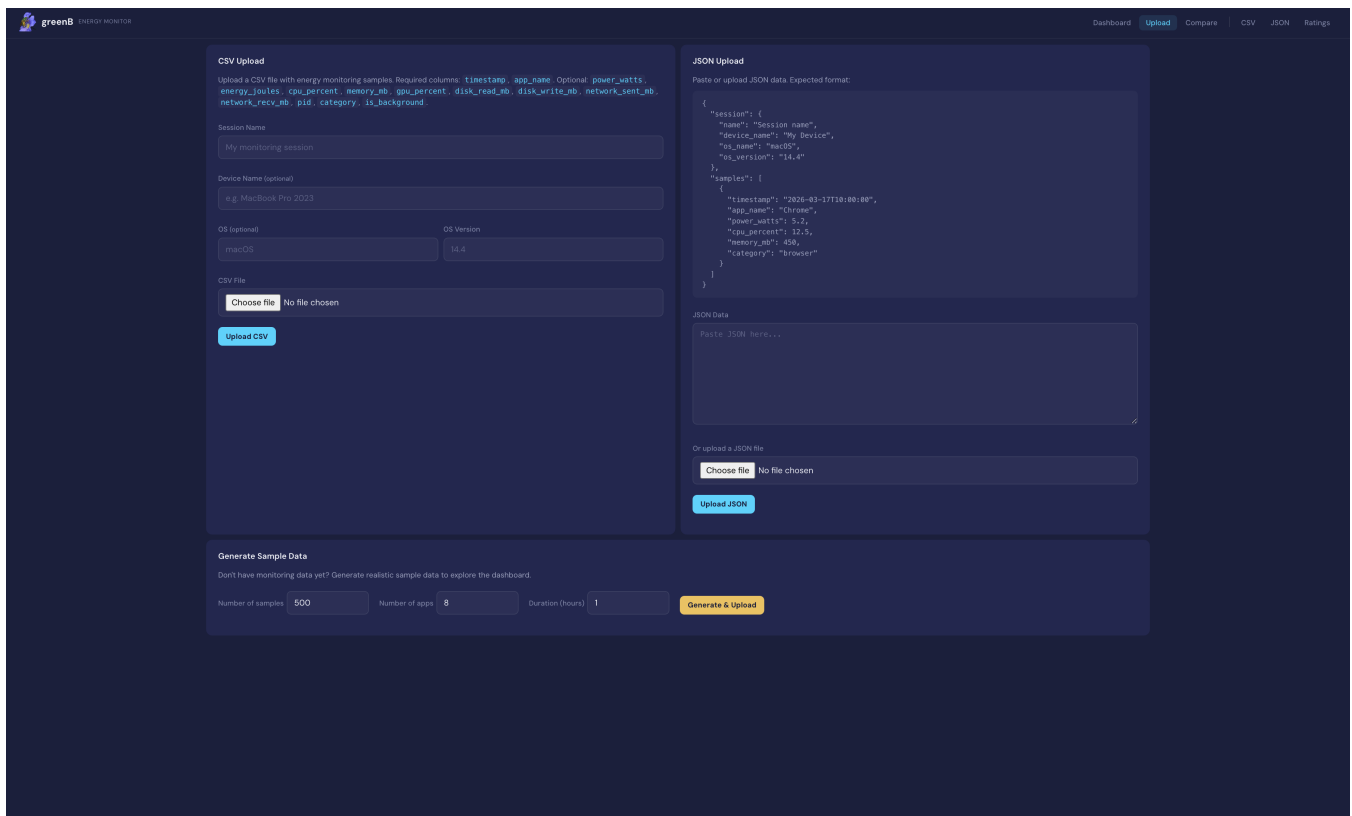 greenB ENERGY MONITOR
Dashboard Upload Compare CSV JSON Ratings
CSV Upload
Upload a CSV file with energy monitoring samples. Required columns: timestamp, app_name. Optional: power_watts,
energy_joules, cpu_percent, memory_mb, gpu_percent, disk_read_mb, disk_write_mb, network_sent_mb,
network_recv_mb, pid, category, is_background.
Session Name
My monitoring session
Device Name (optional)
e.g. MacBook Pro 2023
OS (optional) OS Version
macOS 14.4
CSV File
Choose file No file chosen
Upload CSV
JSON Upload
Paste or upload JSON data. Expected format:
{
"session": {
"name": "Session name",
"device_name": "My Device",
"os_name": "macOS",
"os_version": "14.4"
},
"samples": [
{
"timestamp": "2026-03-17T10:00:00",
"app_name": "Chrome",
"power_watts": 5.2,
"cpu_percent": 12.5,
"memory_mb": 450,
"category": "browser"
}
]
}
JSON Data
Paste JSON here...
Or upload a JSON file
Choose file No file chosen
Upload JSON
Generate Sample Data
Don't have monitoring data yet? Generate realistic sample data to explore the dashboard.
Number of samples 500 Number of apps 8 Duration (hours) 1 Generate & Upload